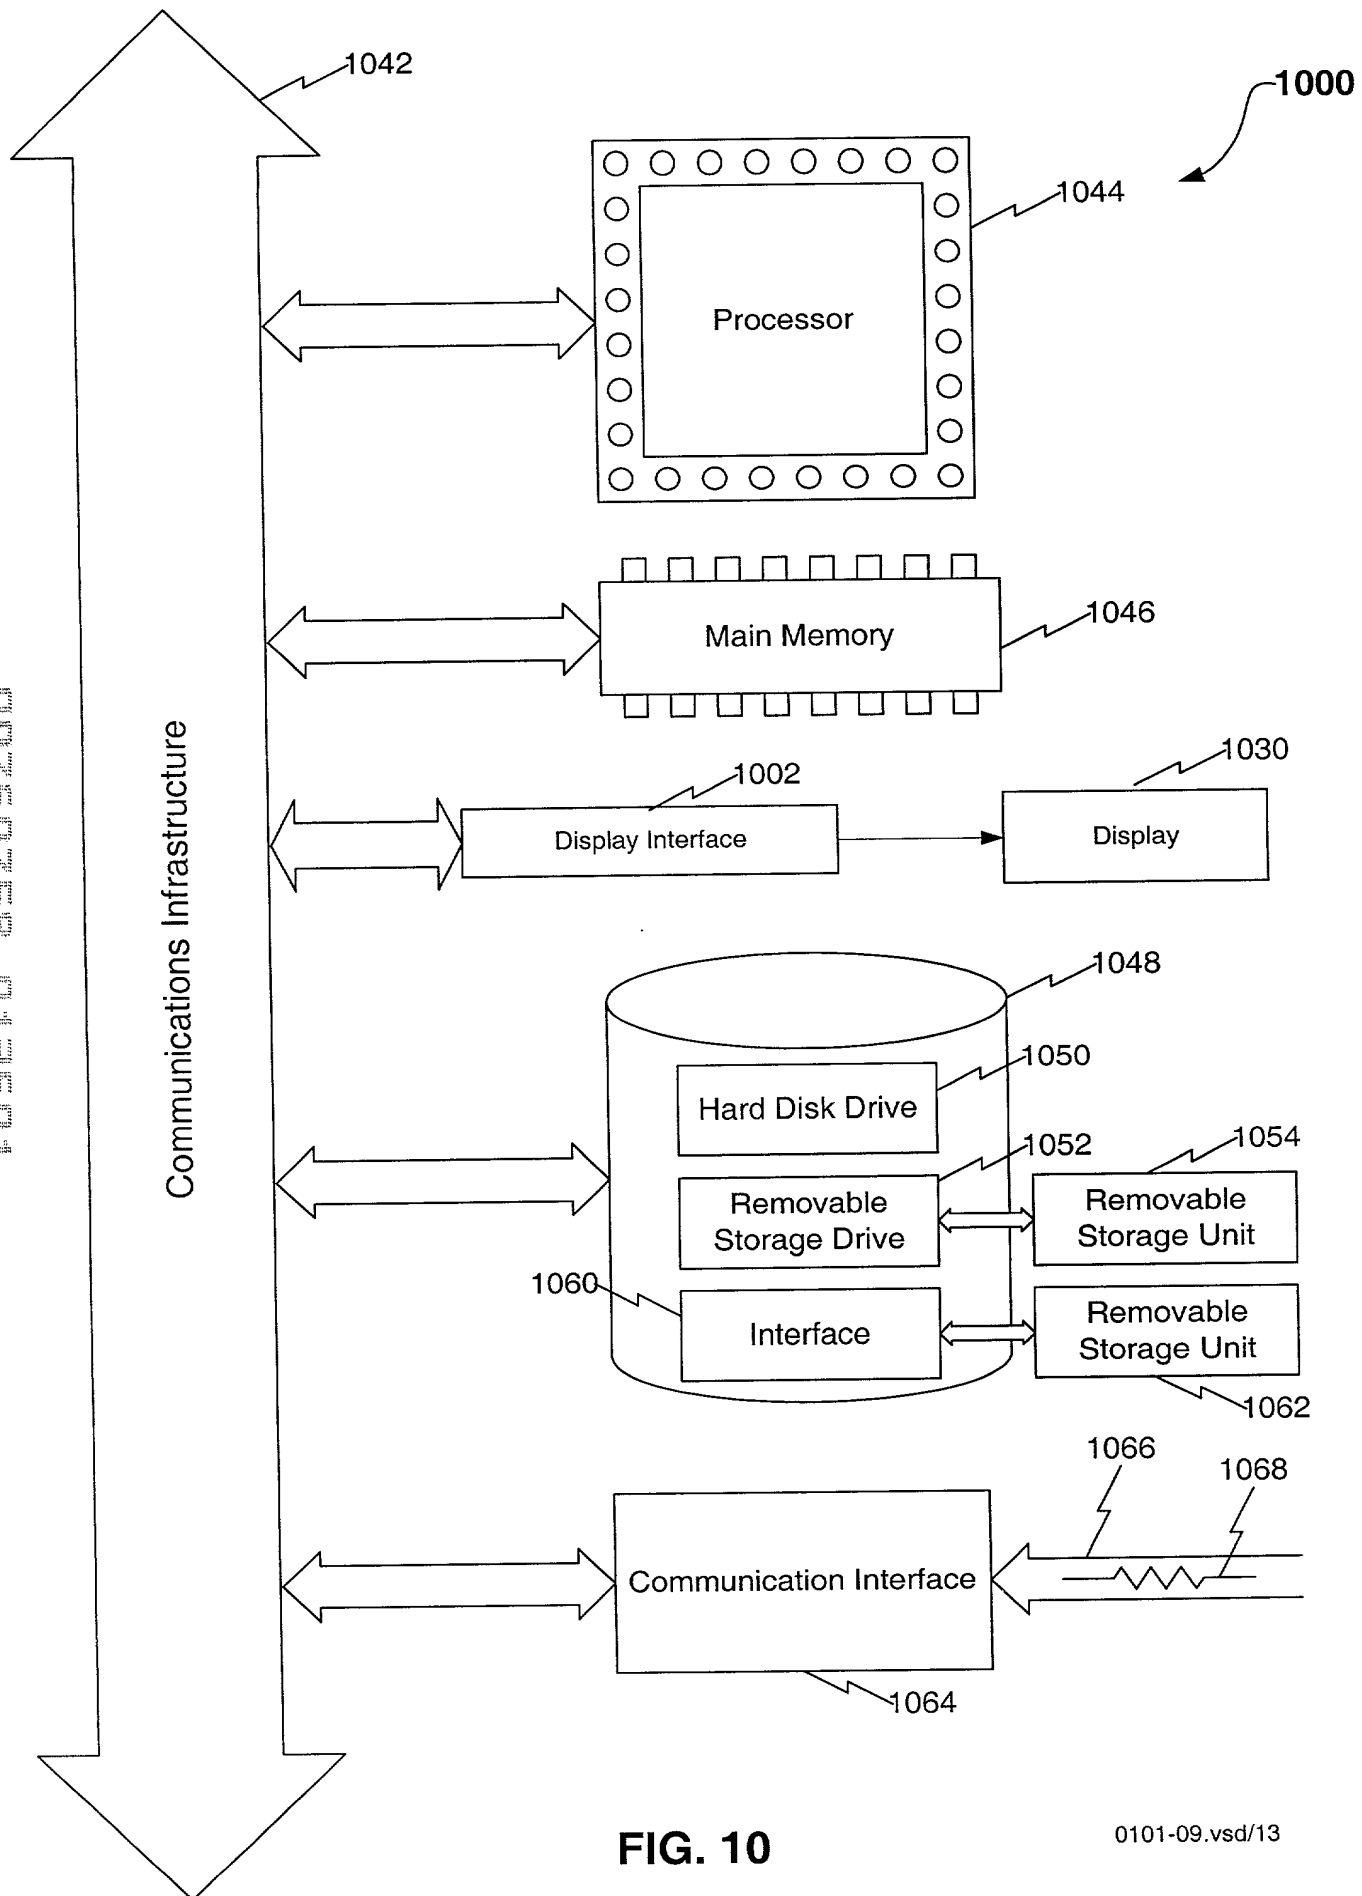 1042
1000
1044
Processor
1046
Main Memory
1002
1030
Display Interface
Display
Communications Infrastructure
1048
1050
Hard Disk Drive
1052
1054
Removable
Storage Drive
Removable
Storage Unit
1060
Interface
Removable
Storage Unit
1062
1066
1068
Communication Interface
1064
FIG. 10
0101-09.vsd/13